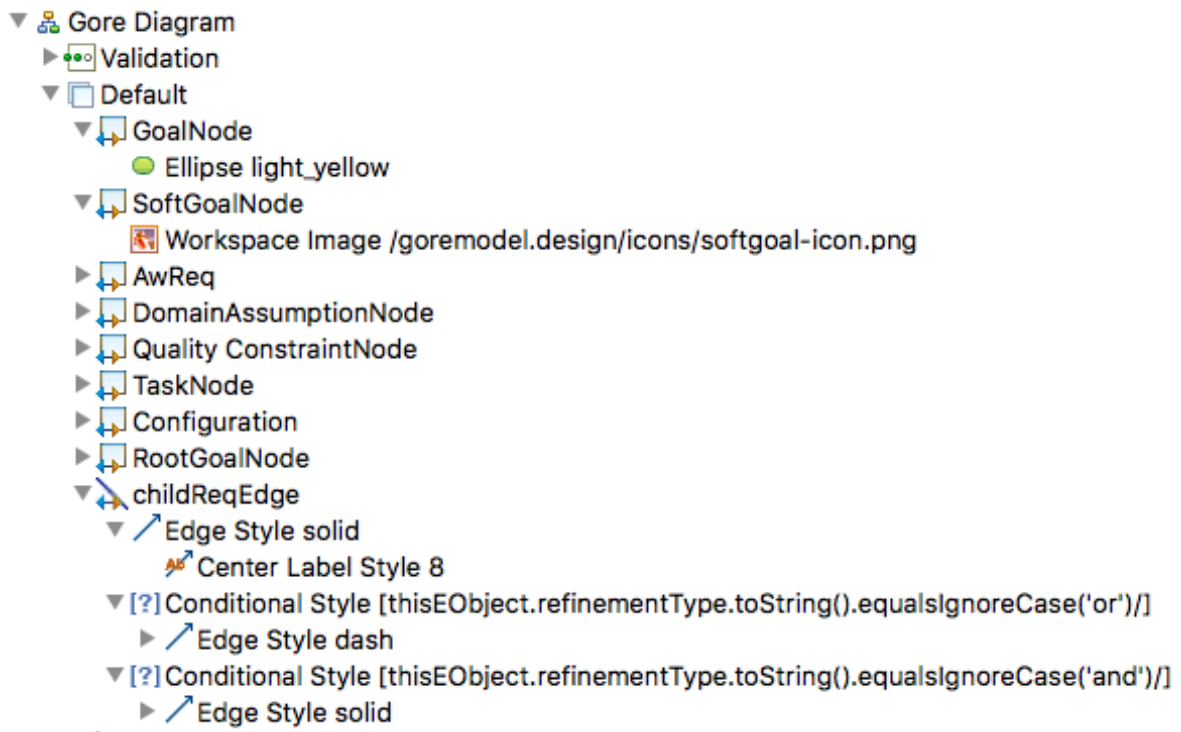 Gore Diagram
Validation
Default
GoalNode
Ellipse light_yellow
SoftGoalNode
Workspace Image /goremodel.design/icons/softgoal-icon.png
AwReq
DomainAssumptionNode
Quality ConstraintNode
TaskNode
Configuration
RootGoalNode
childReqEdge
Edge Style solid
Center Label Style 8
[?] Conditional Style [thisEObject.refinementType.toString().equalsIgnoreCase('or')/]
Edge Style dash
[?] Conditional Style [thisEObject.refinementType.toString().equalsIgnoreCase('and')/]
Edge Style solid